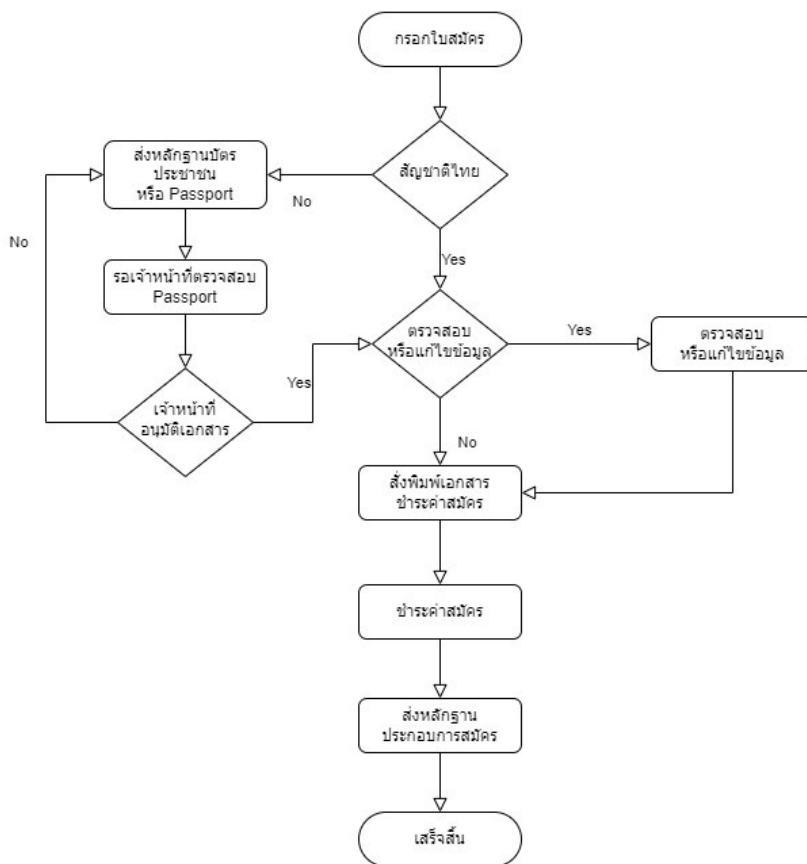 กรอกใบสมัคร
สัญชาติไทย
No
Yes
ส่งหลักฐานบัตร
ประชาชน
หรือ Passport
รอเจ้าหน้าที่ตรวจสอบ
Passport
เจ้าหน้าที่
อนุมัติเอกสาร
No
Yes
ตรวจสอบ
หรือแก้ไขข้อมูล
Yes
ตรวจสอบ
หรือแก้ไขข้อมูล
No
สั่งพิมพ์เอกสาร
ชำระค่าสมัคร
ชำระค่าสมัคร
ส่งหลักฐาน
ประกอบการสมัคร
เสร็จสิ้น